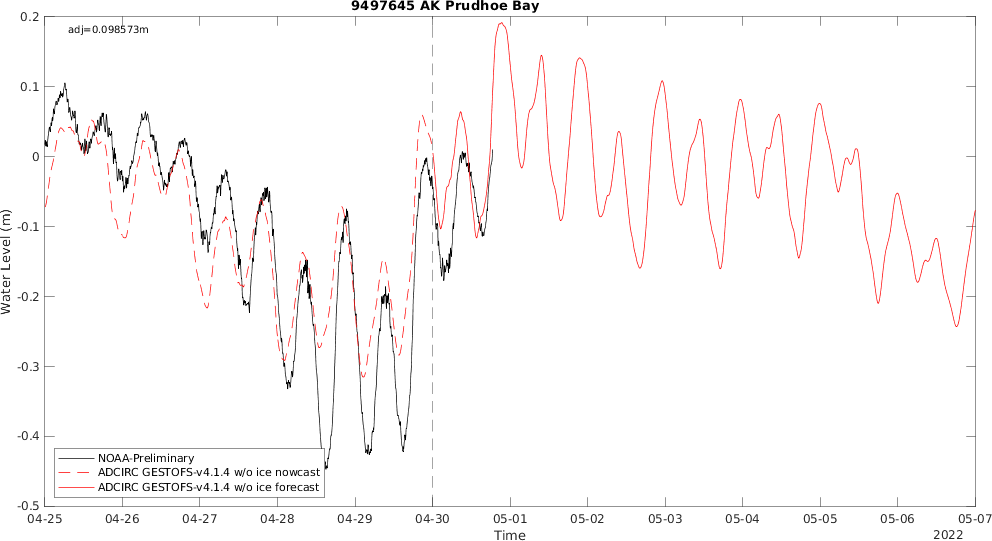 9497645 AK Prudhoe Bay
adj=0.098573m
0.2
0.1
0
-0.1
-0.2
-0.3
-0.4
-0.5
Water Level (m)
NOAA-Preliminary
ADCIRC GESTOFS-v4.1.4 w/o ice nowcast
ADCIRC GESTOFS-v4.1.4 w/o ice forecast
04-25 04-26 04-27 04-28 04-29 04-30 05-01 05-02 05-03 05-04 05-05 05-06 05-07
Time
2022